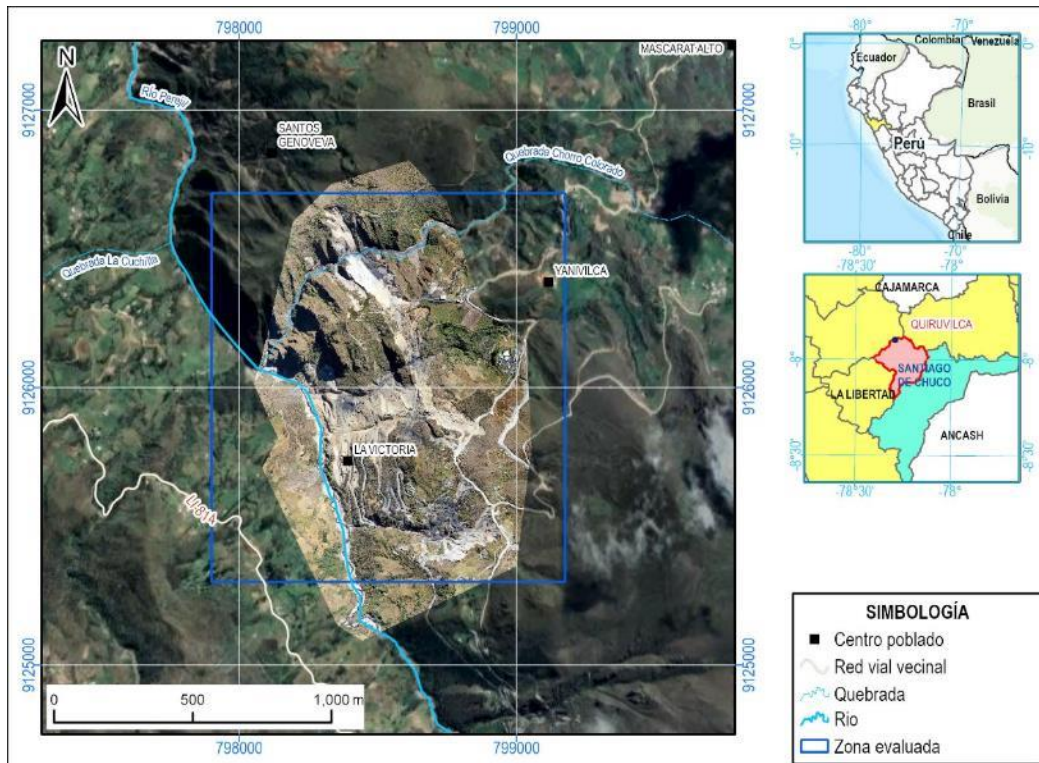 798000
799000
9127000
9126000
9125000
N
MASCARAT ALTO
Río Perejil
SANTOS
GENOVEVA
Quebrada Chorro Colorado
Quebrada La Cuchilla
YANIVILCA
LA VICTORIA
LI-814
0
500
1,000 m
798000
799000
9127000
9126000
9125000
-80°
-70°
0°
-10°
Colombia
Venezuela
Ecuador
Brasil
Perú
Bolivia
Chile
0°
-10°
-80°
-70°
-78°30'
-78°
CAJAMARCA
QUIRUVILCA
-8°
SANTIAGO
DE CHUCO
LA LIBERTAD
ANCASH
-8°30'
-8°
-8°30'
-78°30'
-78°
SIMBOLOGÍA
Centro poblado
Red vial vecinal
Quebrada
Rio
Zona evaluada